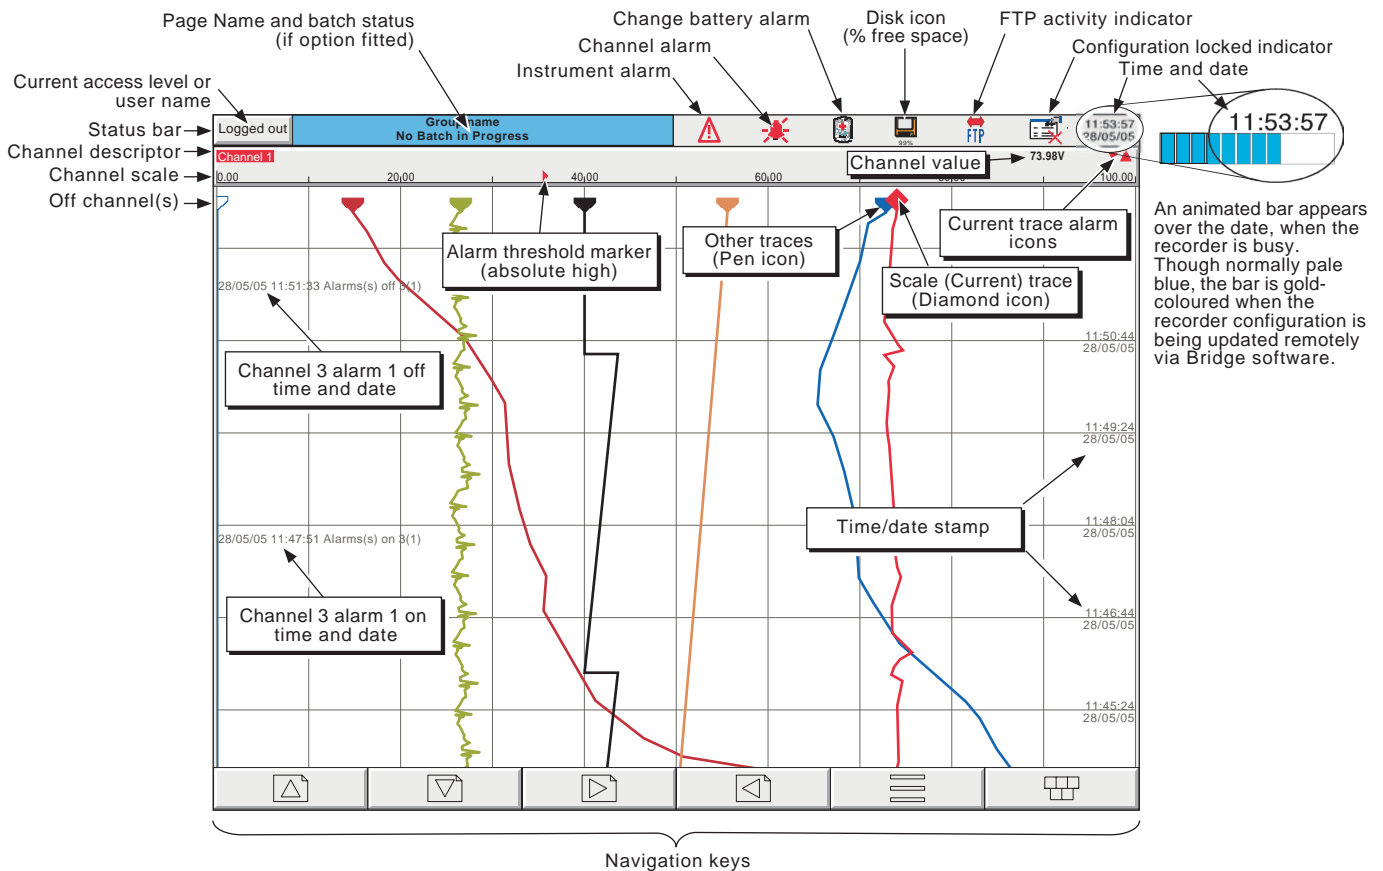 Page Name and batch status
(if option fitted)
Change battery alarm
Disk icon
(% free space)
FTP activity indicator
Channel alarm
Configuration locked indicator
Instrument alarm
Time and date
Current access level or
user name
Status bar
Logged out
Group name
No Batch in Progress
99%
FTP
11:53:57
28/05/05
11:53:57
Channel descriptor
Channel 1
Channel value
73.98V
Channel scale
0.00
20,00
40,00
60,00
80,00
100.00
Off channel(s)
An animated bar appears
over the date, when the
recorder is busy.
Though normally pale
blue, the bar is gold-
coloured when the
recorder configuration is
being updated remotely
via Bridge software.
Current trace alarm
icons
Alarm threshold marker
(absolute high)
Other traces
(Pen icon)
Scale (Current) trace
(Diamond icon)
28/05/05 11:51:33 Alarms(s) off 3(1)
11:50:44
28/05/05
Channel 3 alarm 1 off
time and date
11:49:24
28/05/05
Time/date stamp
11:48:04
28/05/05
28/05/05 11:47:51 Alarms(s) on 3(1)
Channel 3 alarm 1 on
time and date
11:46:44
28/05/05
11:45:24
28/05/05
Navigation keys